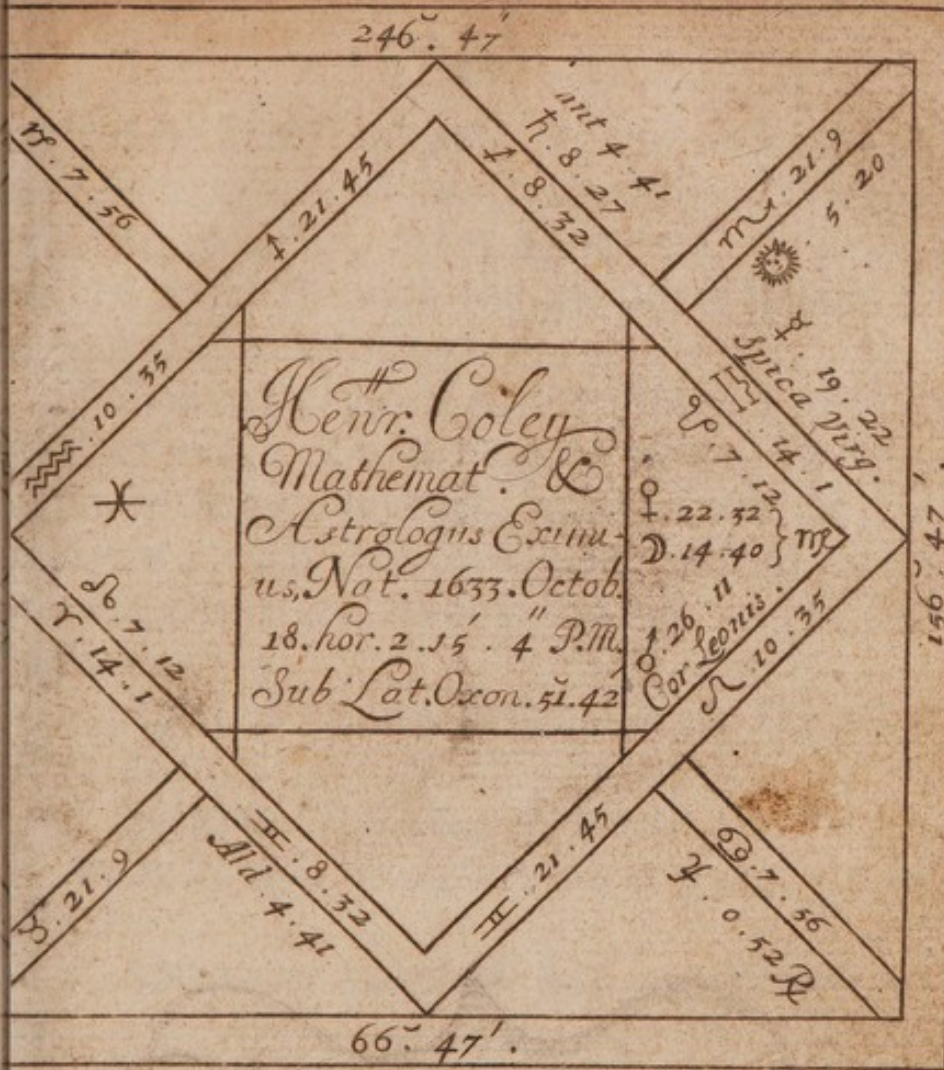 246°. 47'
♑. 7. 56
♐. 21. 45
ant 4. 41
♄. 8. 27
♐. 8. 32
♏. 21. 9
☉. 5. 20
☿. 19. 22
Spica Virg.
♎. 14. 1
☋. 7. 12
♀. 22. 32 } ♍
☽. 14. 40
♂. 26. 11
Cor Leonis.
♒. 10. 35
♓
Henr. Coley
Mathemat. &
Astrologus Eximi-
us, Nat. 1633. Octob.
18. hor. 2. 15' 4" P.M.
Sub Lat. Oxon. 51. 42'
156° 47'
♌. 10. 35
☊. 7. 12
♈. 14. 1
♉. 21. 9
♊. 8. 32
Ald. 4. 41
♊. 21. 45
♋. 7. 56
♃. 0. 52 ℞
66°. 47'.